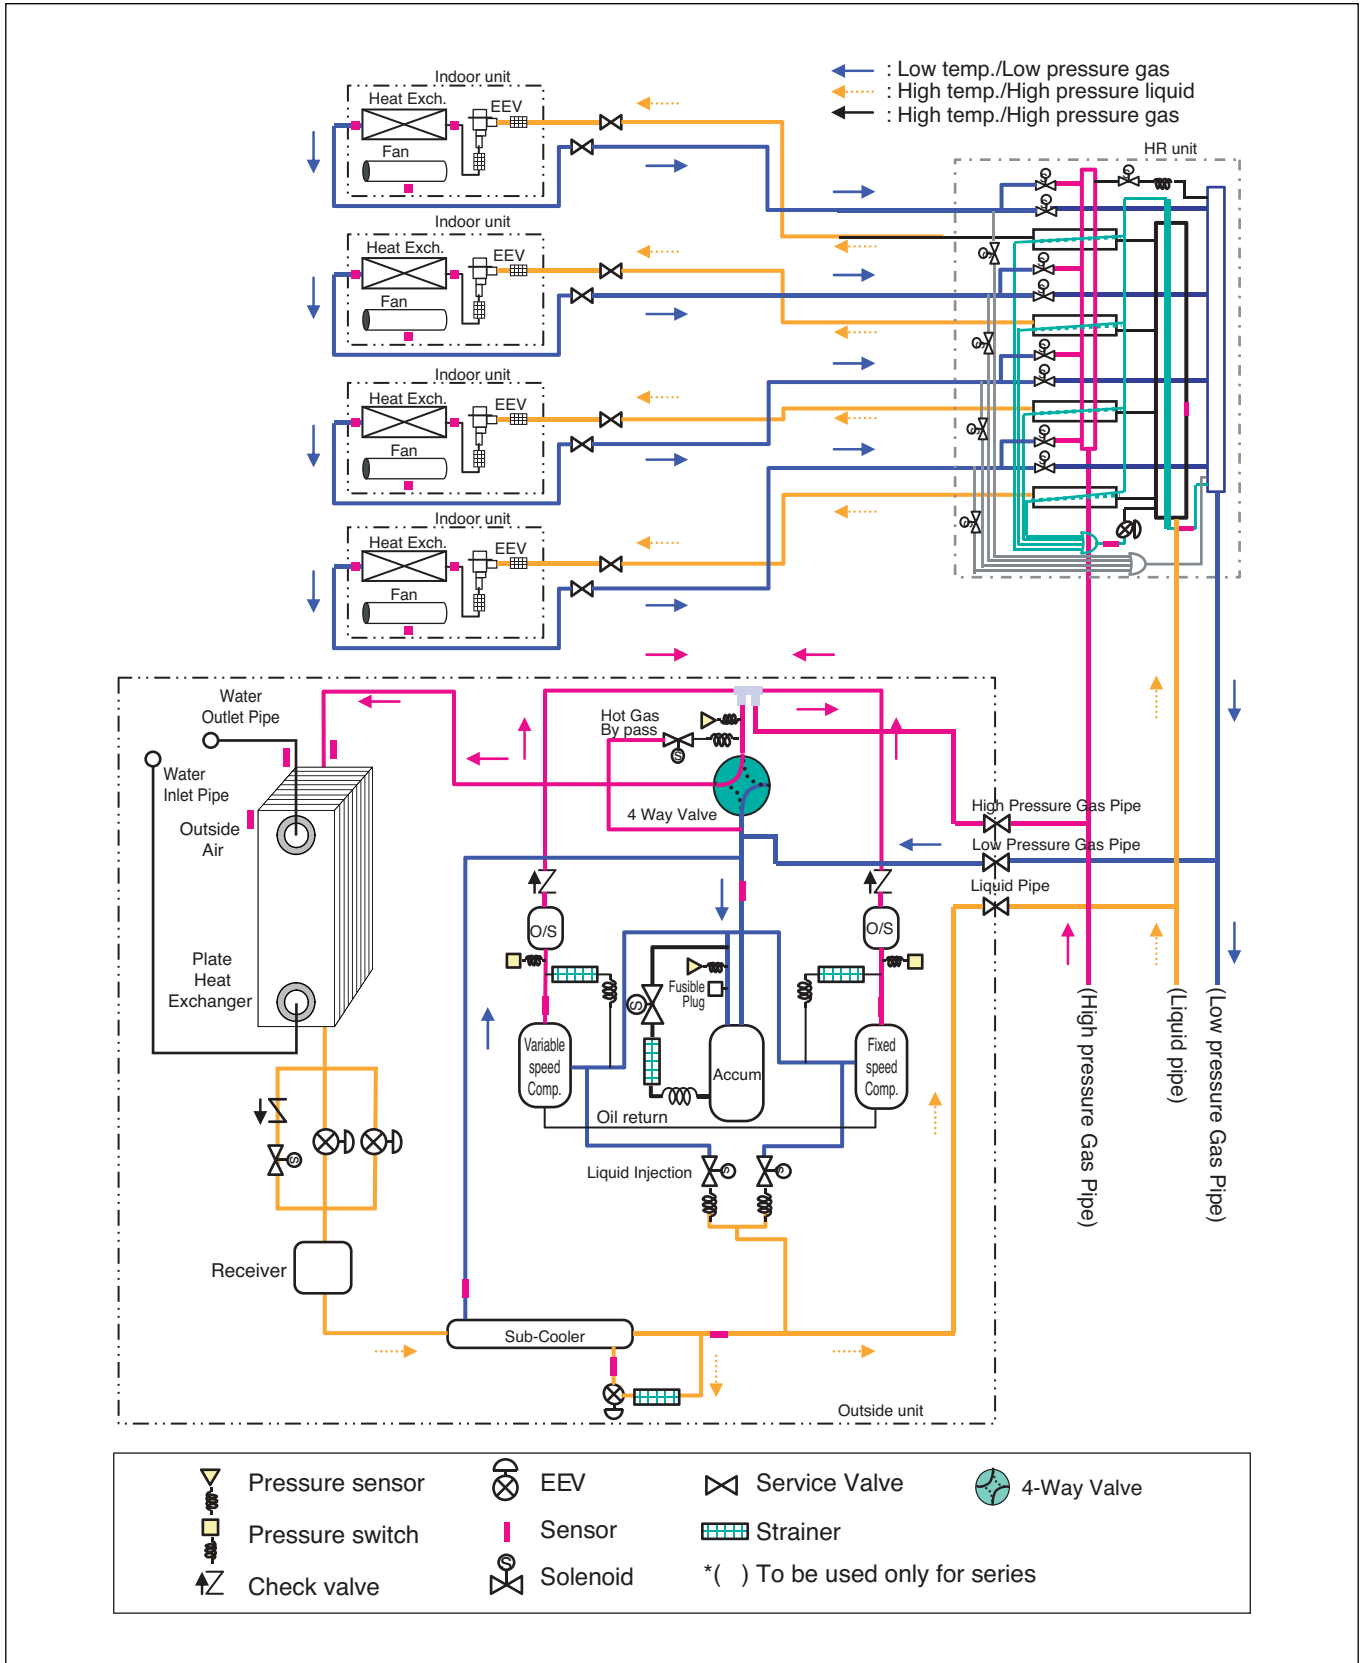 : Low temp./Low pressure gas
: High temp./High pressure liquid
: High temp./High pressure gas
HR unit
Indoor unit
Heat Exch.
EEV
Fan
Indoor unit
Heat Exch.
EEV
Fan
Indoor unit
Heat Exch.
EEV
Fan
Indoor unit
Heat Exch.
EEV
Fan
Water
Outlet Pipe
Water
Inlet Pipe
Outside
Air
Plate
Heat
Exchanger
Hot Gas
By pass
S
4 Way Valve
High Pressure Gas Pipe
Low Pressure Gas Pipe
Liquid Pipe
O/S
O/S
Fusible
Plug
S
Variable
speed
Comp.
Accum
Fixed
speed
Comp.
Oil return
Liquid Injection
S
S
S
Receiver
Sub-Cooler
Outside unit
(High pressure Gas Pipe)
(Liquid pipe)
(Low pressure Gas Pipe)
Pressure sensor
EEV
Service Valve
4-Way Valve
Pressure switch
Sensor
Strainer
Check valve
S
Solenoid
*( ) To be used only for series